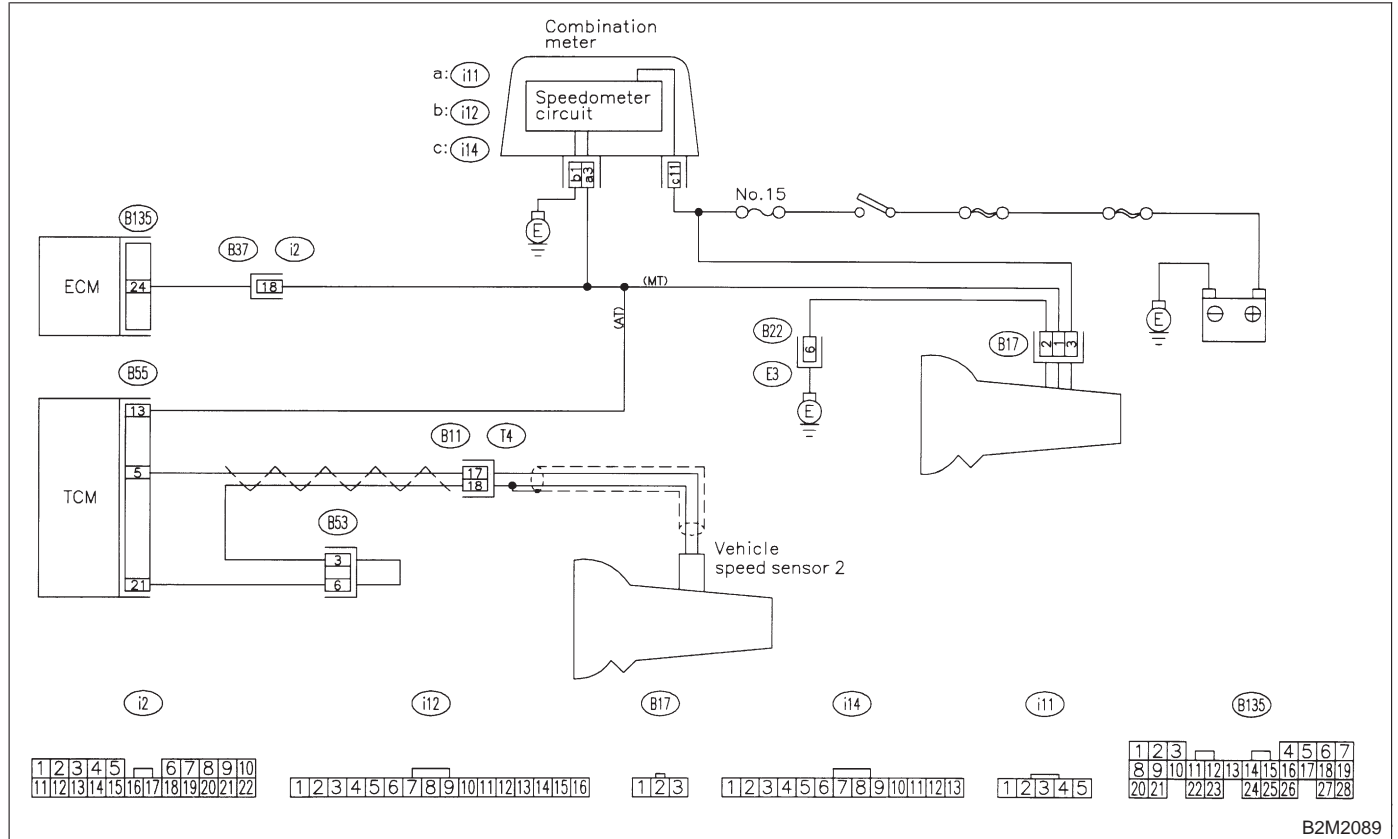 Combination
meter
a: i11
b: i12
c: i14
Speedometer
circuit
b1 a3
c11
No.15
E
B135
B37 i2
ECM
24
18
(MT)
(AT)
B22
6
E3
E
B17
2 1 3
E
⊖ ⊕
B55
13
B11 T4
5
17
18
TCM
B53
3
6
21
Vehicle
speed sensor 2
i2
i12
B17
i14
i11
B135
1 2 3 4 5 6 7 8 9 10
11 12 13 14 15 16 17 18 19 20 21 22
1 2 3 4 5 6 7 8 9 10 11 12 13 14 15 16
1 2 3
1 2 3 4 5 6 7 8 9 10 11 12 13
1 2 3 4 5
1 2 3 4 5 6 7
8 9 10 11 12 13 14 15 16 17 18 19
20 21 22 23 24 25 26 27 28
B2M2089